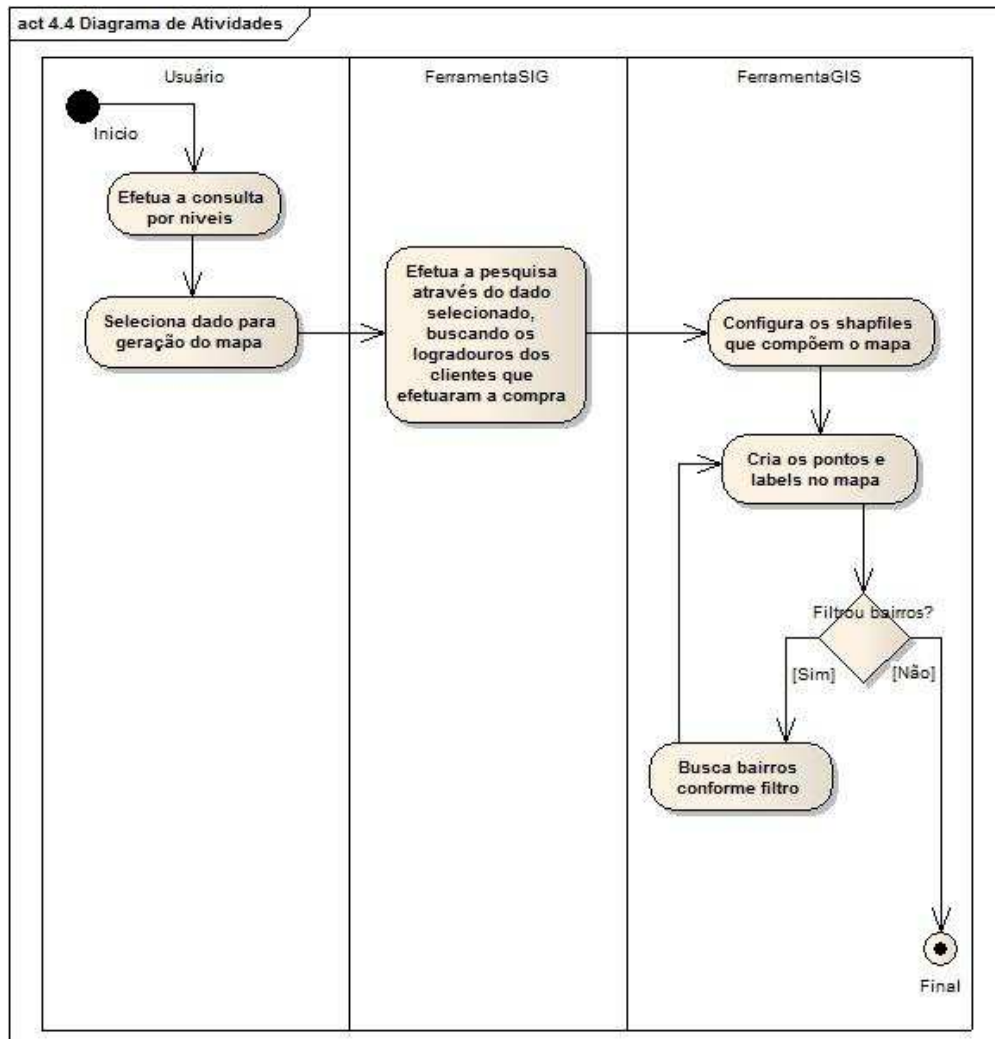 act 4.4 Diagrama de Atividades
Usuário
FerramentaSIG
FerramentaGIS
Inicio
Efetua a consulta
por niveis
Seleciona dado para
geração do mapa
Efetua a pesquisa
através do dado
selecionado,
buscando os
logradouros dos
clientes que
efetuaram a compra
Configura os shapfiles
que compõem o mapa
Cria os pontos e
labels no mapa
Filtrou bairros?
[Sim]
[Não]
Busca bairros
conforme filtro
Final